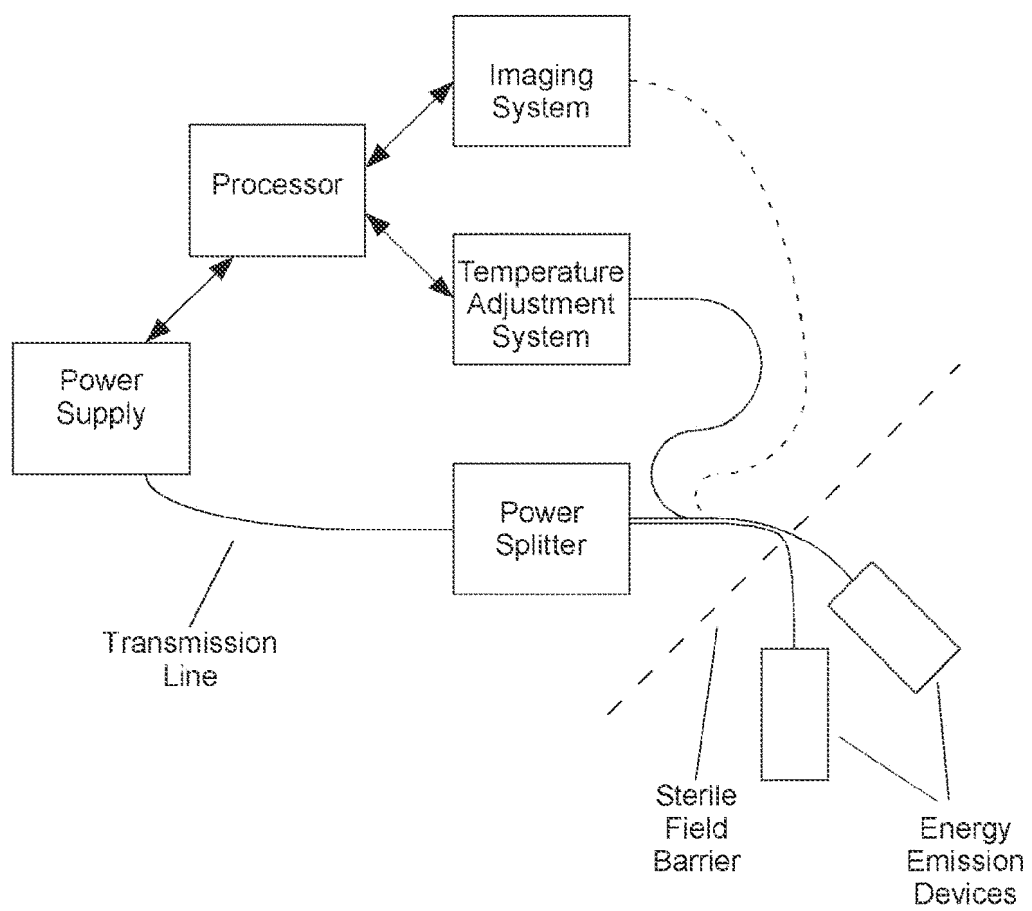 Imaging
System
Processor
Temperature
Adjustment
System
Power
Supply
Power
Splitter
Transmission
Line
Sterile
Field
Barrier
Energy
Emission
Devices